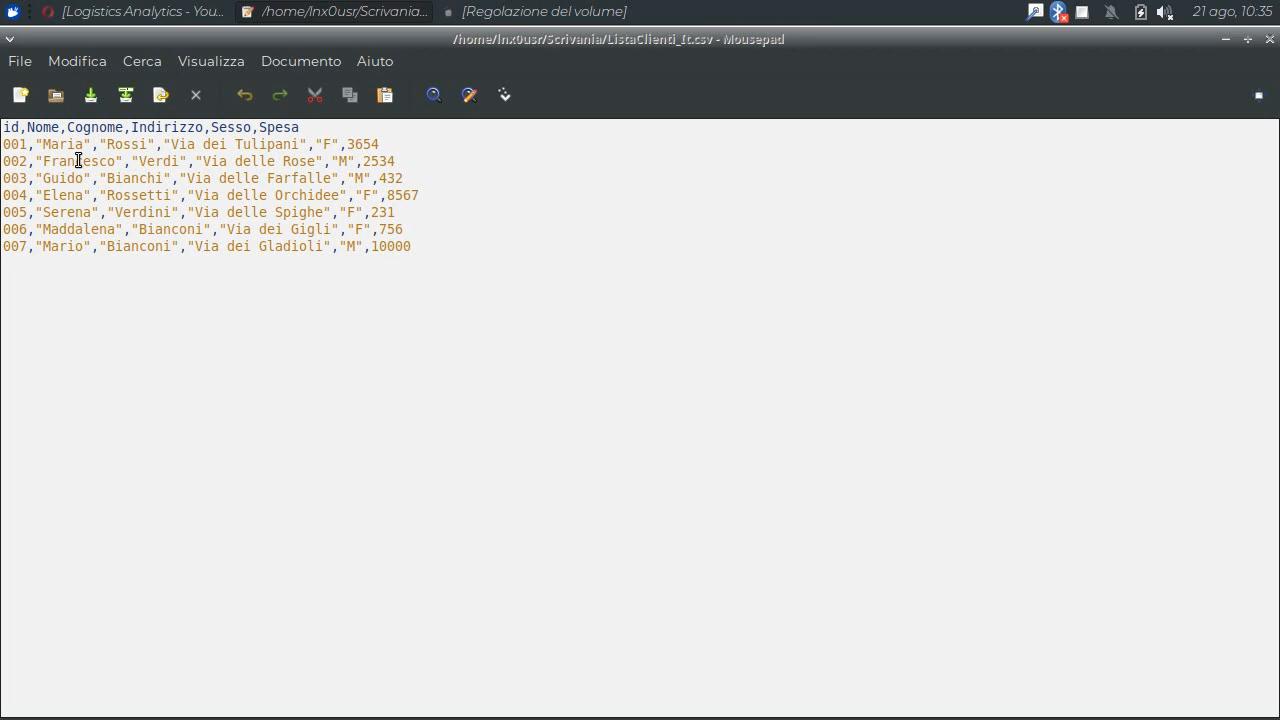 [Logistics Analytics - You... /home/lnx0usr/Scrivania... [Regolazione del volume] 21 ago, 10:35
/home/lnx0usr/Scrivania/ListaClienti_It.csv - Mousepad
File Modifica Cerca Visualizza Documento Aiuto
id,Nome,Cognome,Indirizzo,Sesso,Spesa
001,"Maria","Rossi","Via dei Tulipani","F",3654
002,"Francesco","Verdi","Via delle Rose","M",2534
003,"Guido","Bianchi","Via delle Farfalle","M",432
004,"Elena","Rossetti","Via delle Orchidee","F",8567
005,"Serena","Verdini","Via delle Spighe","F",231
006,"Maddalena","Bianconi","Via dei Gigli","F",756
007,"Mario","Bianconi","Via dei Gladioli","M",10000